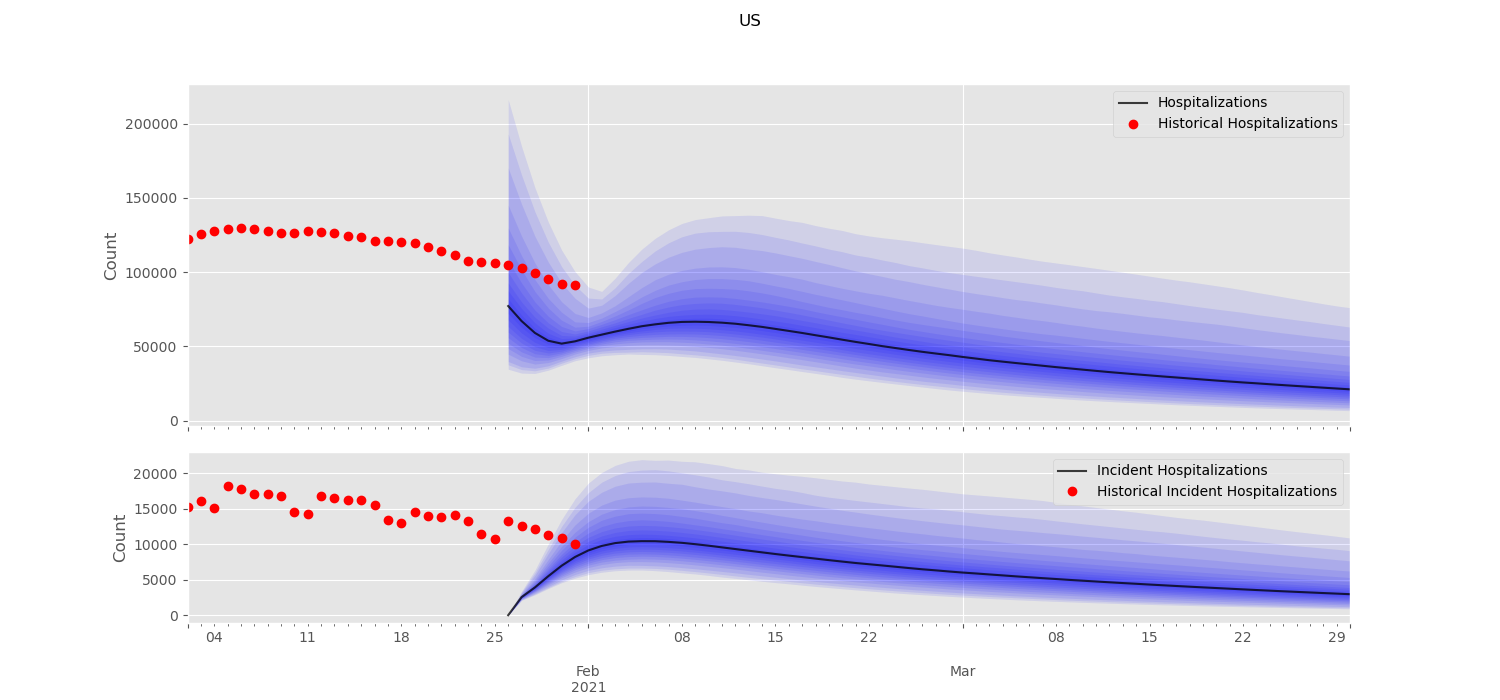 US
Hospitalizations
Historical Hospitalizations
200000
150000
100000
50000
0
Count
Incident Hospitalizations
Historical Incident Hospitalizations
20000
15000
10000
5000
0
Count
04 11 18 25 08 15 22 08 15 22 29
Feb Mar
2021